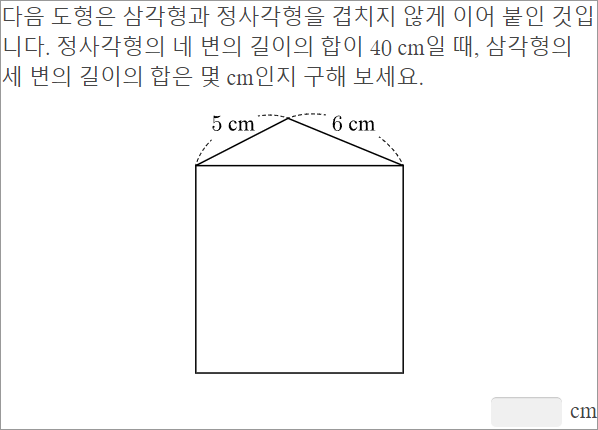 다음 도형은 삼각형과 정사각형을 겹치지 않게 이어 붙인 것입
니다. 정사각형의 네 변의 길이의 합이 40 cm일 때, 삼각형의
세 변의 길이의 합은 몇 cm인지 구해 보세요.
5 cm 6 cm
cm